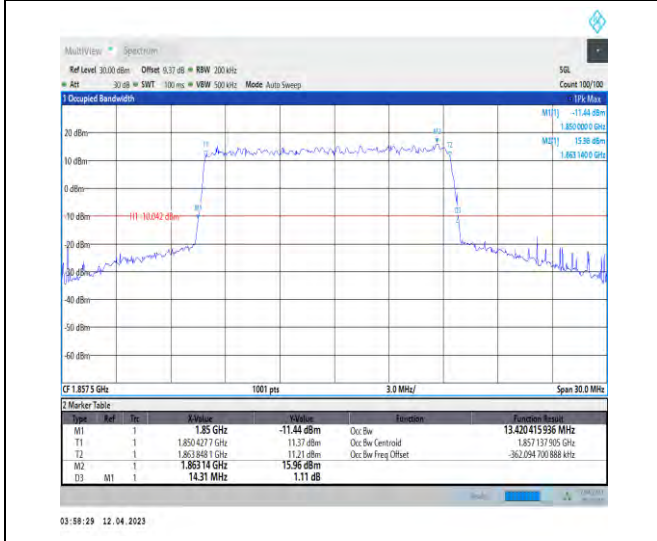 MultiView Spectrum
Ref Level 30.00 dBm Offset 9.37 dB RBW 200 kHz SGL
Att 30 dB SWT 100 ms VBW 500 kHz Mode Auto Sweep Count 100/100
1 Occupied Bandwidth 1Pk Max
M1[1] -11.44 dBm
1.850 000 0 GHz
M2[1] 15.96 dBm
1.863 140 0 GHz
M2
T1 T2
20 dBm
10 dBm
0 dBm
M1
D3
-10 dBm H1 -10.042 dBm
-20 dBm
-30 dBm
-40 dBm
-50 dBm
-60 dBm
CF 1.857 5 GHz 1001 pts 3.0 MHz/ Span 30.0 MHz
2 Marker Table
Type Ref Trc X-Value Y-Value Function Function Result
M1 1 1.85 GHz -11.44 dBm Occ Bw 13.420 415 936 MHz
T1 1 1.850 427 7 GHz 11.37 dBm Occ Bw Centroid 1.857 137 905 GHz
T2 1 1.863 848 1 GHz 11.21 dBm Occ Bw Freq Offset -362.094 700 888 kHz
M2 1 1.863 14 GHz 15.96 dBm
D3 M1 1 14.31 MHz 1.11 dB
03:58:29 12.04.2023